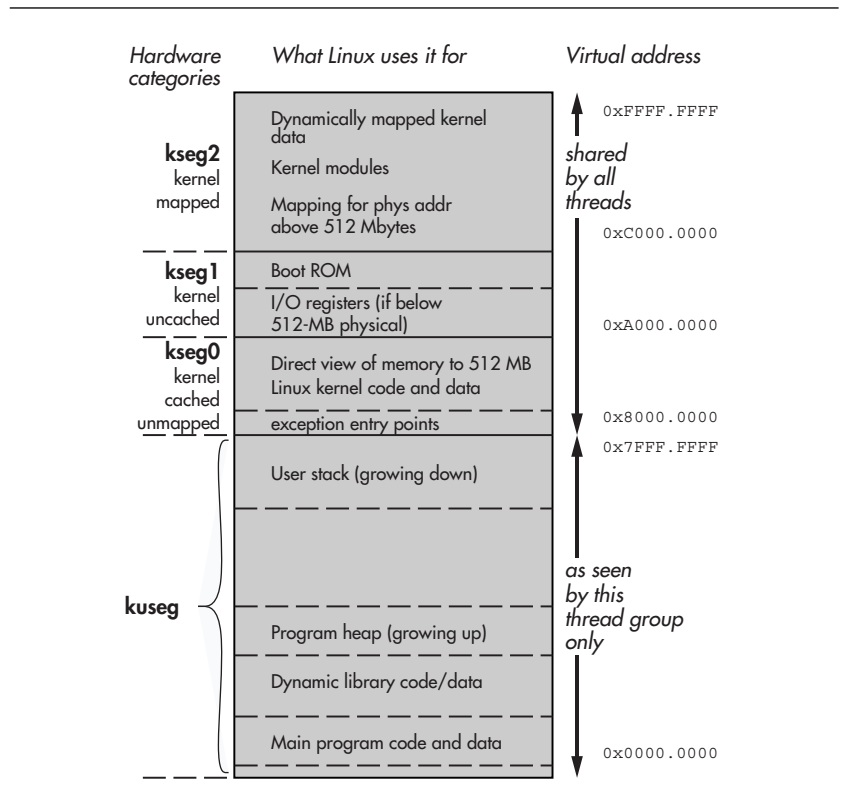 Hardware categories
What Linux uses it for
Virtual address
kseg2
kernel
mapped
Dynamically mapped kernel
data
Kernel modules
Mapping for phys addr
above 512 Mbytes
0xFFFF.FFFF
shared
by all
threads
0xC000.0000
kseg1
kernel
uncached
Boot ROM
I/O registers (if below
512-MB physical)
0xA000.0000
kseg0
kernel
cached
unmapped
Direct view of memory to 512 MB
Linux kernel code and data
exception entry points
0x8000.0000
0x7FFF.FFFF
kuseg
User stack (growing down)
Program heap (growing up)
Dynamic library code/data
Main program code and data
as seen
by this
thread group
only
0x0000.0000